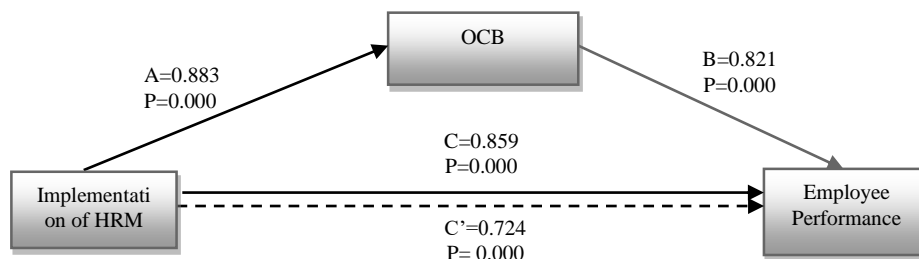 OCB
A=0.883
P=0.000
B=0.821
P=0.000
C=0.859
P=0.000
Implementati
on of HRM
Employee
Performance
C’=0.724
P= 0.000